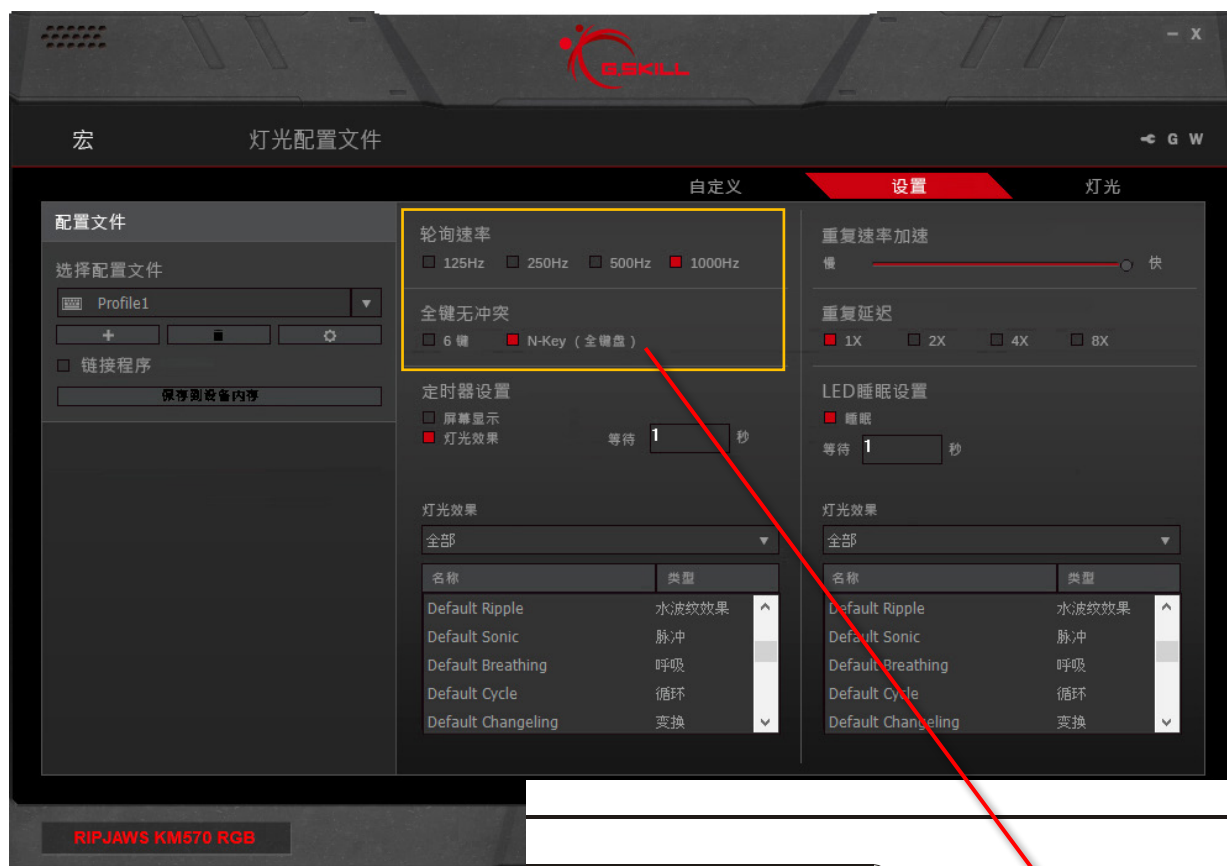 G.SKILL
– X
宏 灯光配置文件 G W
自定义 设置 灯光
配置文件
选择配置文件
Profile1
+
链接程序
保存到设备内存
轮询速率
125Hz 250Hz 500Hz 1000Hz
全键无冲突
6 键 N-Key (全键盘)
定时器设置
屏幕显示
灯光效果 等待 1 秒
灯光效果
全部
名称 类型
Default Ripple 水波纹效果
Default Sonic 脉冲
Default Breathing 呼吸
Default Cycle 循环
Default Changeling 变换
重复速率加速
慢 快
重复延迟
1X 2X 4X 8X
LED睡眠设置
睡眠
等待 1 秒
灯光效果
全部
名称 类型
Default Ripple 水波纹效果
Default Sonic 脉冲
Default Breathing 呼吸
Default Cycle 循环
Default Changeling 变换
RIPJAWS KM570 RGB